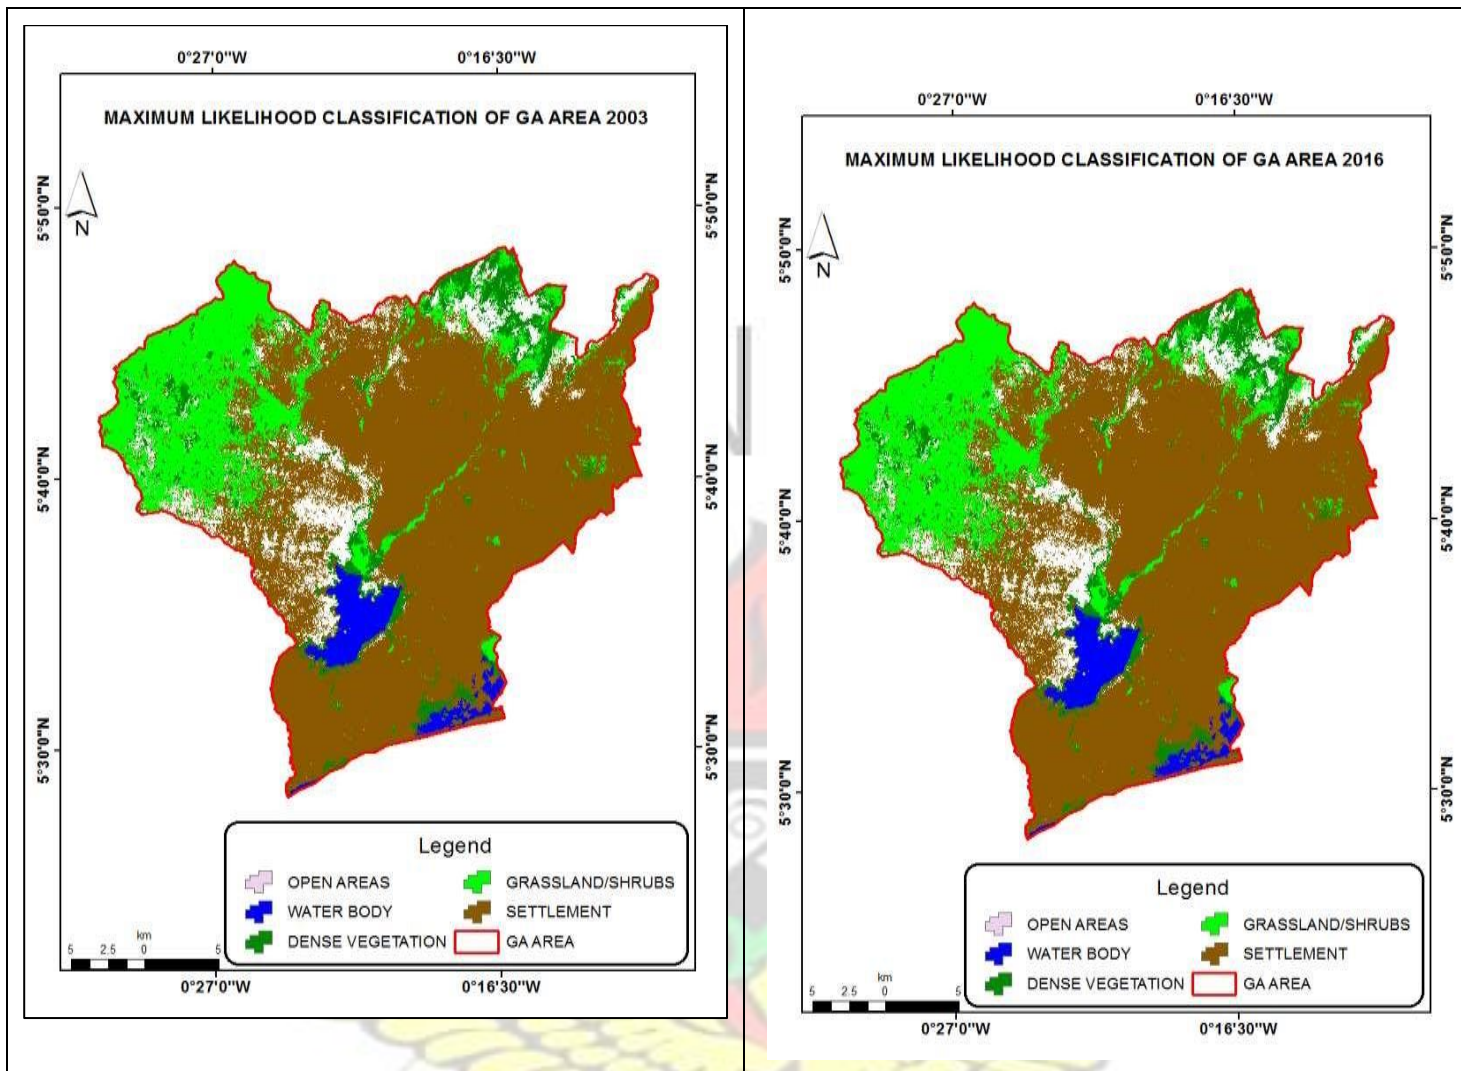 0°27'0"W 0°16'30"W
MAXIMUM LIKELIHOOD CLASSIFICATION OF GA AREA 2003
N
5°50'0"N 5°50'0"N
5°40'0"N 5°40'0"N
5°30'0"N 5°30'0"N
Legend
OPEN AREAS GRASSLAND/SHRUBS
WATER BODY SETTLEMENT
DENSE VEGETATION GA AREA
km
5 2.5 0 5
0°27'0"W 0°16'30"W
0°27'0"W 0°16'30"W
MAXIMUM LIKELIHOOD CLASSIFICATION OF GA AREA 2016
N
5°50'0"N 5°50'0"N
5°40'0"N 5°40'0"N
5°30'0"N 5°30'0"N
Legend
OPEN AREAS GRASSLAND/SHRUBS
WATER BODY SETTLEMENT
DENSE VEGETATION GA AREA
km
5 2.5 0 5
0°27'0"W 0°16'30"W